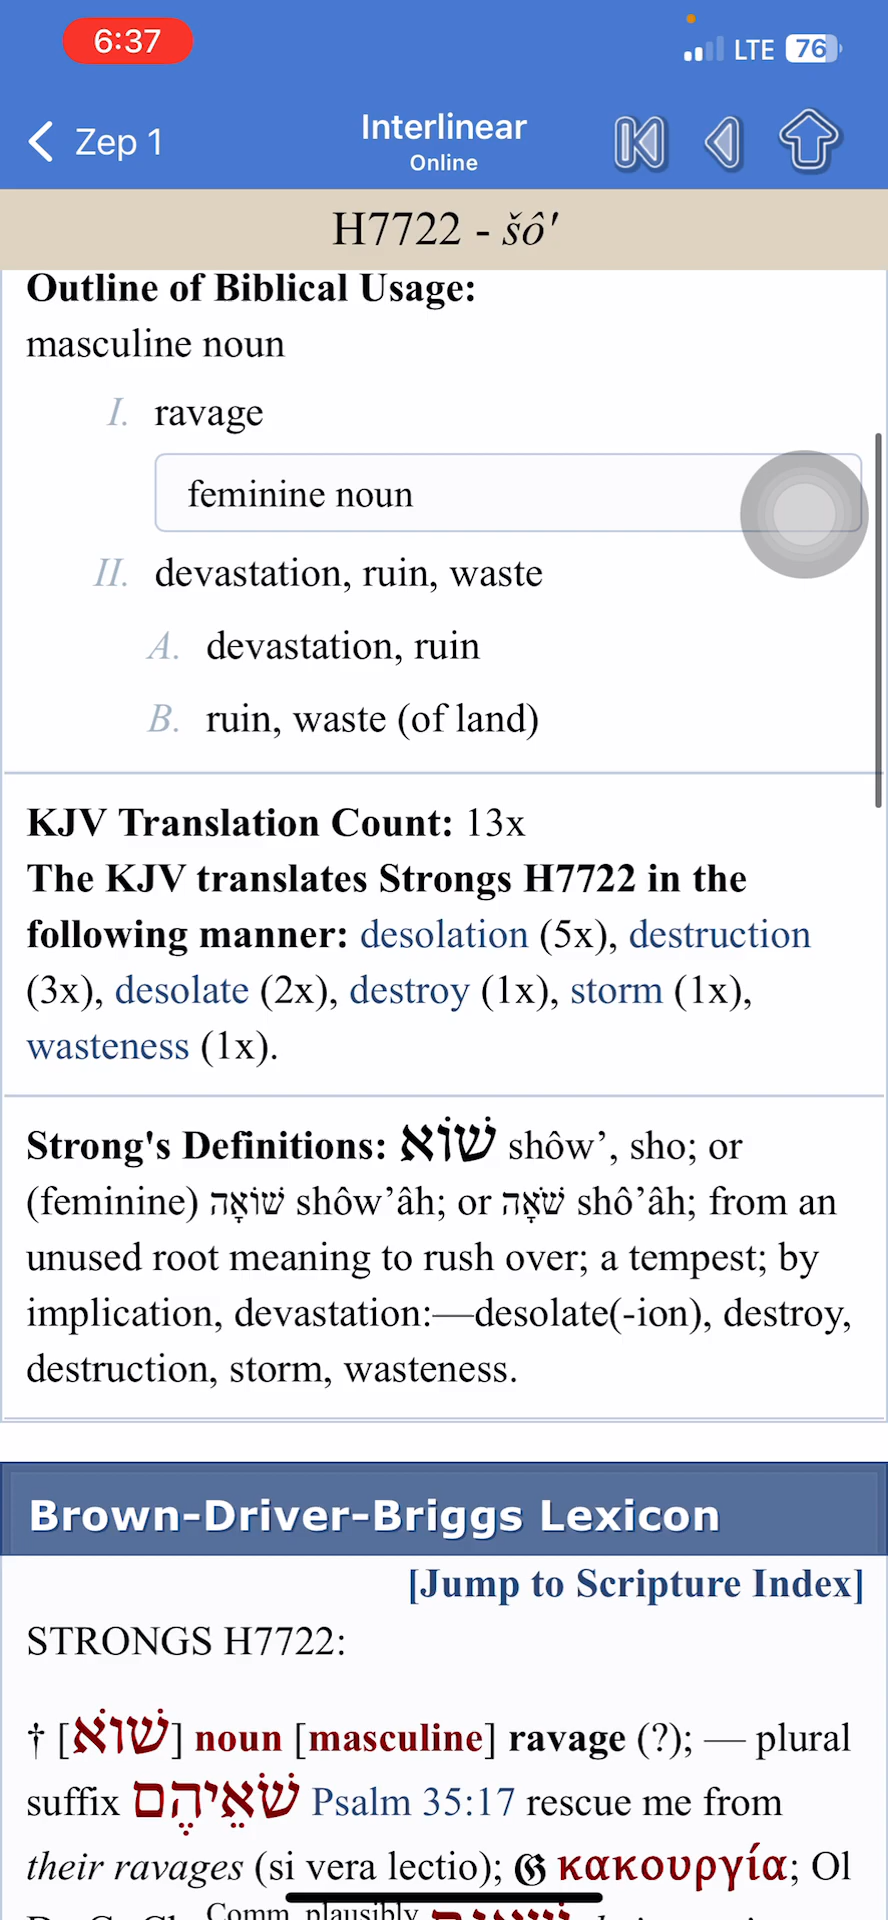 6:37
LTE 76
Zep 1
Interlinear
Online
H7722 - šô'
Outline of Biblical Usage:
masculine noun
I. ravage
feminine noun
II. devastation, ruin, waste
A. devastation, ruin
B. ruin, waste (of land)
KJV Translation Count: 13x
The KJV translates Strongs H7722 in the
following manner: desolation (5x), destruction
(3x), desolate (2x), destroy (1x), storm (1x),
wasteness (1x).
Strong's Definitions: שׁוֹא shôwʼ, sho; or
(feminine) שׁוֹאָה shôwʼâh; or שֹׁאָה shôʼâh; from an
unused root meaning to rush over; a tempest; by
implication, devastation:—desolate(-ion), destroy,
destruction, storm, wasteness.
Brown-Driver-Briggs Lexicon
[Jump to Scripture Index]
STRONGS H7722:
† [שׁוֹא] noun [masculine] ravage (?); — plural
suffix שֹׁאֵיהֶם Psalm 35:17 rescue me from
their ravages (si vera lectio); 𝔊 κακουργία; Ol
Comm. plausibly